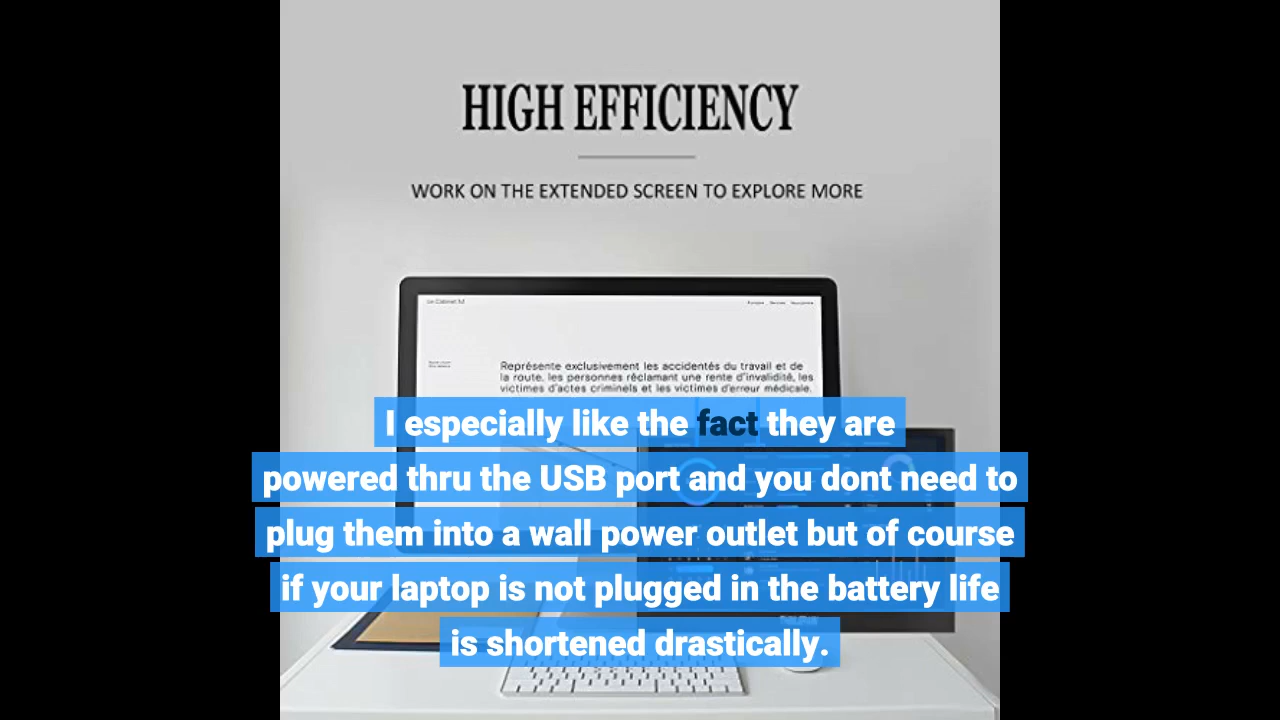 HIGH EFFICIENCY
WORK ON THE EXTENDED SCREEN TO EXPLORE MORE
Représente exclusivement les accidentés du travail et de
la route, les personnes réclamant une rente d'invalidité, les
victimes d'actes criminels et les victimes d'erreur médicale.
I especially like the fact they are
powered thru the USB port and you dont need to
plug them into a wall power outlet but of course
if your laptop is not plugged in the battery life
is shortened drastically.